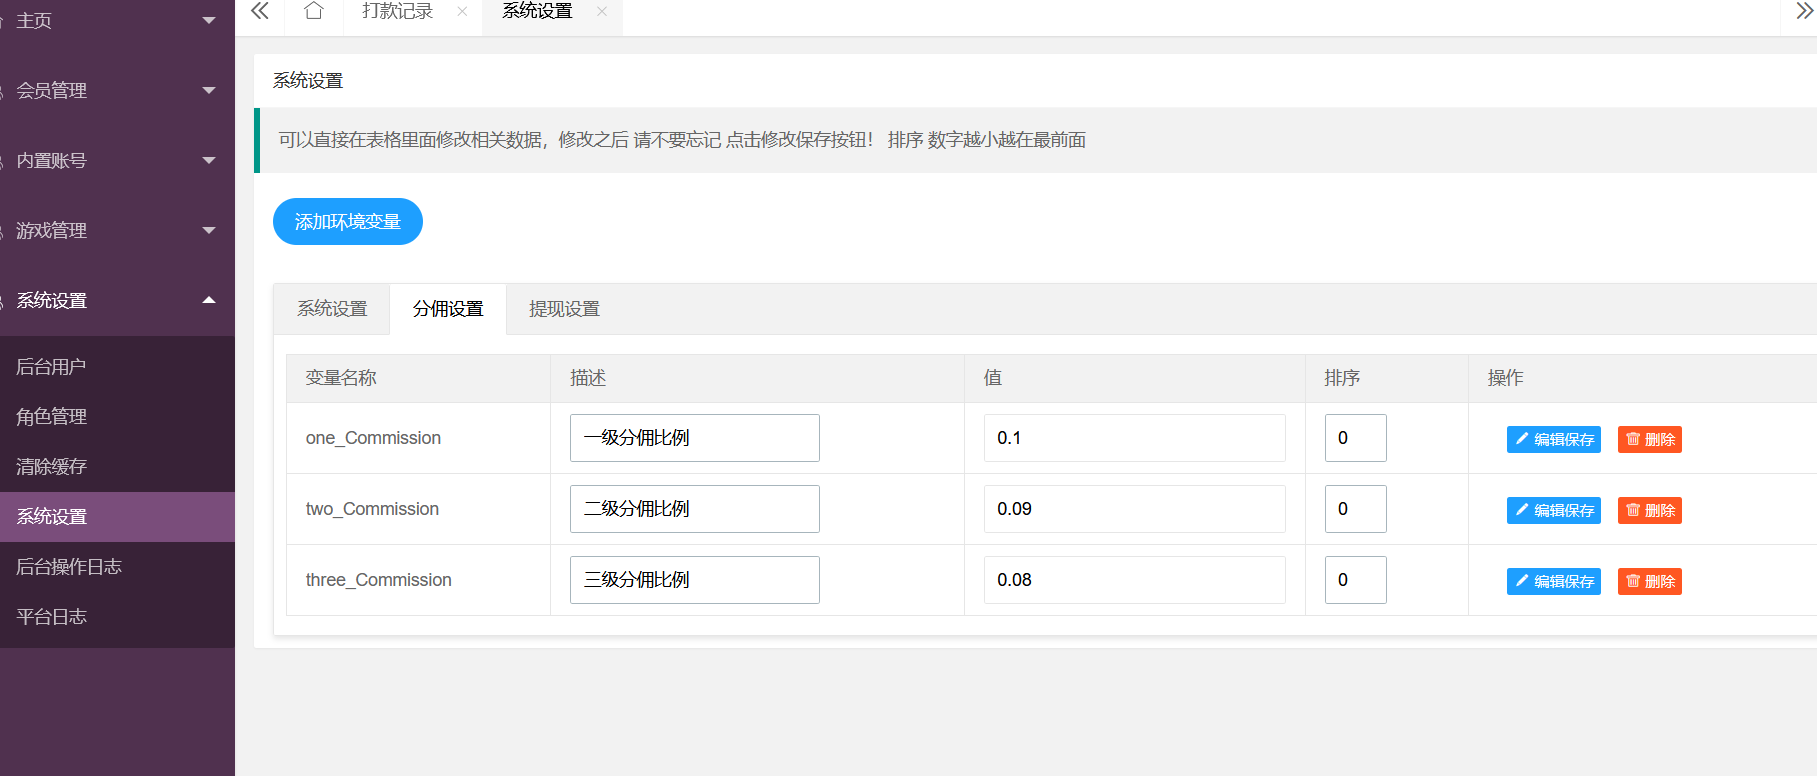 主页
会员管理
内置账号
游戏管理
系统设置
后台用户
角色管理
清除缓存
系统设置
后台操作日志
平台日志
打款记录
系统设置
系统设置
可以直接在表格里面修改相关数据，修改之后 请不要忘记 点击修改保存按钮！ 排序 数字越小越在最前面
添加环境变量
系统设置 分佣设置 提现设置
变量名称 描述 值 排序 操作
one_Commission 一级分佣比例 0.1 0 编辑保存 删除
two_Commission 二级分佣比例 0.09 0 编辑保存 删除
three_Commission 三级分佣比例 0.08 0 编辑保存 删除